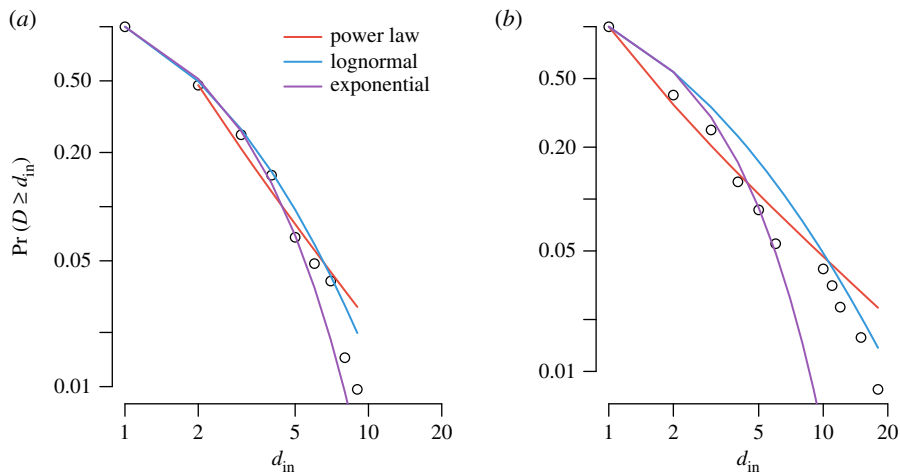 (a)
power law
lognormal
exponential
0.50
0.20
0.05
0.01
Pr (D ≥ d_in)
1 2 5 10 20
d_in
(b)
0.50
0.20
0.05
0.01
1 2 5 10 20
d_in